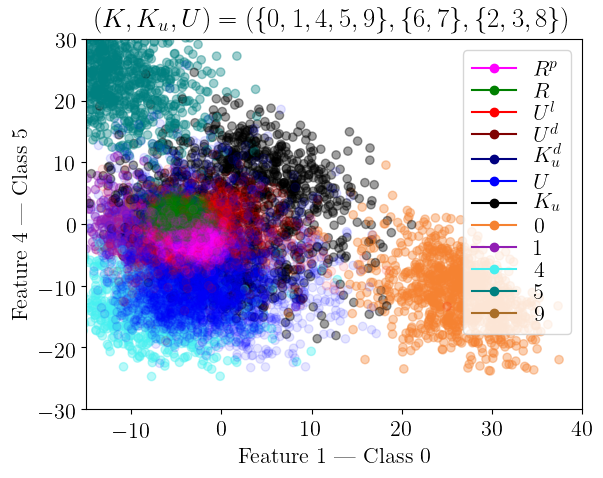 (K, K_u, U) = ({0, 1, 4, 5, 9}, {6, 7}, {2, 3, 8})
30
20
10
0
−10
−20
−30
Feature 4 — Class 5
R^p
R
U^l
U^d
K_u^d
U
K_u
0
1
4
5
9
−10
0
10
20
30
40
Feature 1 — Class 0